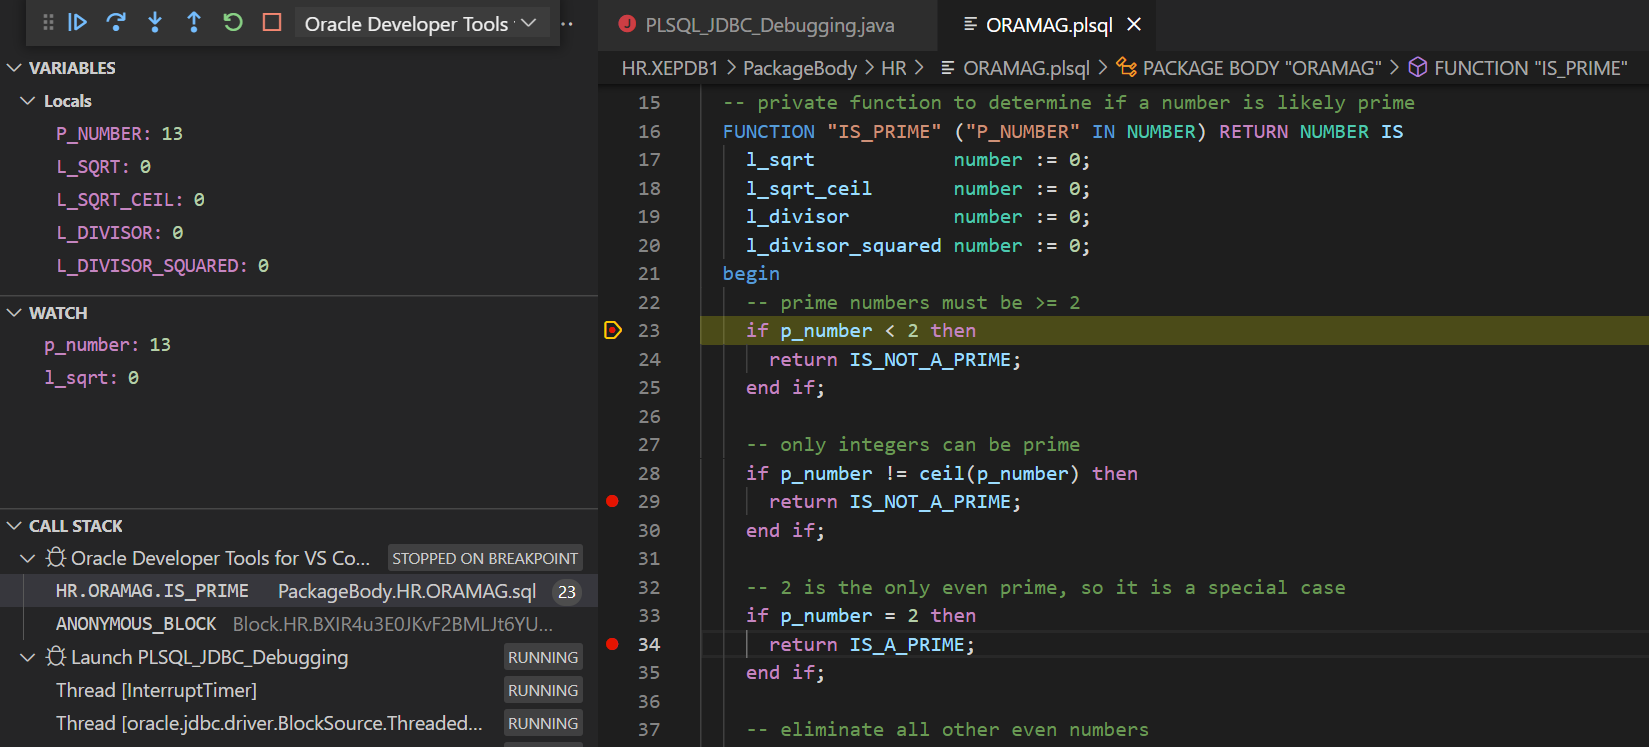 Oracle Developer Tools
PLSQL_JDBC_Debugging.java
ORAMAG.plsql
HR.XEPDB1 > PackageBody > HR > ORAMAG.plsql > PACKAGE BODY "ORAMAG" > FUNCTION "IS_PRIME"
VARIABLES
Locals
P_NUMBER: 13
L_SQRT: 0
L_SQRT_CEIL: 0
L_DIVISOR: 0
L_DIVISOR_SQUARED: 0
WATCH
p_number: 13
l_sqrt: 0
CALL STACK
Oracle Developer Tools for VS Co... STOPPED ON BREAKPOINT
HR.ORAMAG.IS_PRIME PackageBody.HR.ORAMAG.sql 23
ANONYMOUS_BLOCK Block.HR.BXIR4u3E0JKvF2BMLJt6YU...
Launch PLSQL_JDBC_Debugging RUNNING
Thread [InterruptTimer] RUNNING
Thread [oracle.jdbc.driver.BlockSource.Threaded... RUNNING
15 -- private function to determine if a number is likely prime
16 FUNCTION "IS_PRIME" ("P_NUMBER" IN NUMBER) RETURN NUMBER IS
17 l_sqrt number := 0;
18 l_sqrt_ceil number := 0;
19 l_divisor number := 0;
20 l_divisor_squared number := 0;
21 begin
22 -- prime numbers must be >= 2
23 if p_number < 2 then
24 return IS_NOT_A_PRIME;
25 end if;
26
27 -- only integers can be prime
28 if p_number != ceil(p_number) then
29 return IS_NOT_A_PRIME;
30 end if;
31
32 -- 2 is the only even prime, so it is a special case
33 if p_number = 2 then
34 return IS_A_PRIME;
35 end if;
36
37 -- eliminate all other even numbers